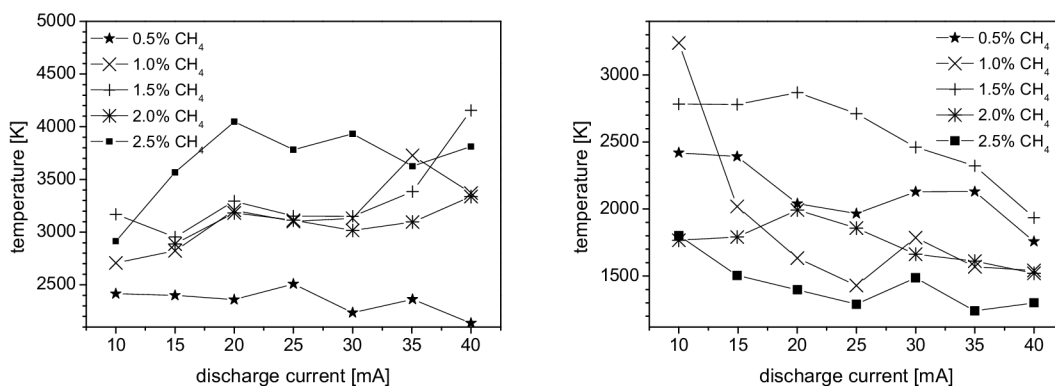 5000
4500
4000
3500
3000
2500
temperature [K]
0.5% CH₄
1.0% CH₄
1.5% CH₄
2.0% CH₄
2.5% CH₄
10 15 20 25 30 35 40
discharge current [mA]
3000
2500
2000
1500
temperature [K]
0.5% CH₄
1.0% CH₄
1.5% CH₄
2.0% CH₄
2.5% CH₄
10 15 20 25 30 35 40
discharge current [mA]